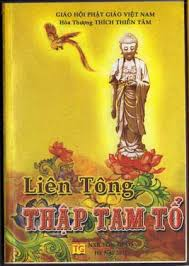 GIÁO HỘI PHẬT GIÁO VIỆT NAM
Hòa Thượng THÍCH THIỀN TÂM
Liên Tông
THẬP TAM TỔ